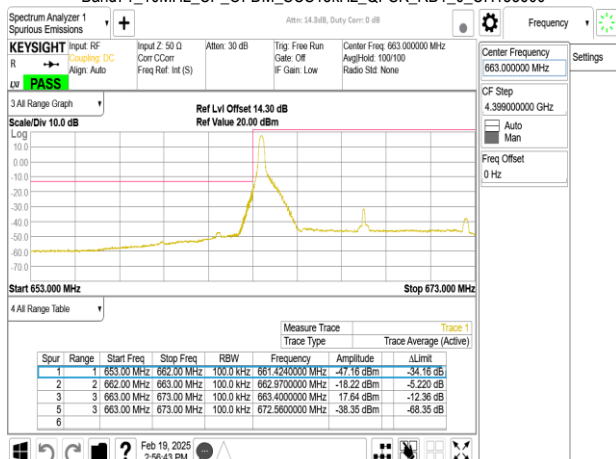 Spectrum Analyzer 1
Spurious Emissions
Attn: 14.3dB, Duty Corr: 0 dB
Frequency
KEYSIGHT Input: RF
Input Z: 50 Ω
Atten: 30 dB
Trig: Free Run
Center Freq: 663.000000 MHz
R
Coupling: DC
Corr CCorr
Gate: Off
Avg|Hold: 100/100
Align: Auto
Freq Ref: Int (S)
IF Gain: Low
Radio Std: None
LXI PASS
Center Frequency
663.000000 MHz
Settings
CF Step
4.399000000 GHz
Auto
Man
Freq Offset
0 Hz
3 All Range Graph
Ref Lvl Offset 14.30 dB
Scale/Div 10.0 dB
Ref Value 20.00 dBm
Log
10.0
0.00
-10.0
-20.0
-30.0
-40.0
-50.0
-60.0
-70.0
Start 653.000 MHz
Stop 673.000 MHz
4 All Range Table
Measure Trace Trace 1
Trace Type Trace Average (Active)
Spur Range Start Freq Stop Freq RBW Frequency Amplitude ΔLimit
1 1 653.00 MHz 662.00 MHz 100.0 kHz 661.4240000 MHz -47.16 dBm -34.16 dB
2 2 662.00 MHz 663.00 MHz 100.0 kHz 662.9700000 MHz -18.22 dBm -5.220 dB
3 3 663.00 MHz 673.00 MHz 100.0 kHz 663.4000000 MHz 17.64 dBm -12.36 dB
5 3 663.00 MHz 673.00 MHz 100.0 kHz 672.5600000 MHz -38.35 dBm -68.35 dB
6
Feb 19, 2025
2:56:43 PM